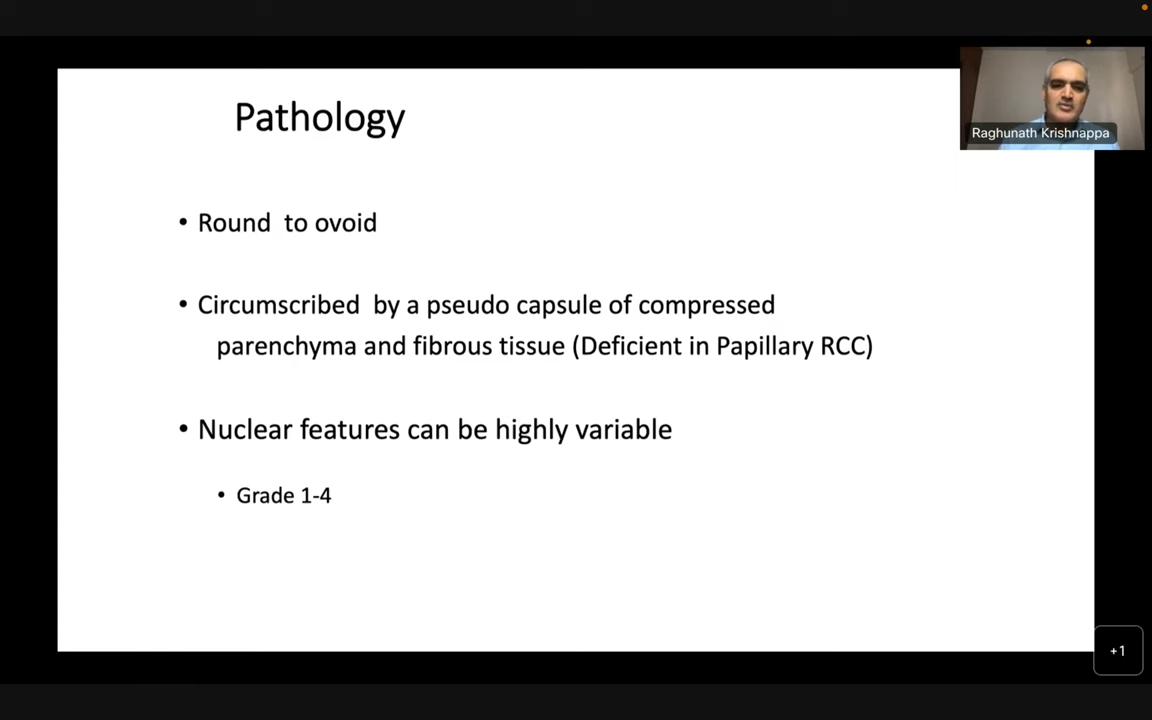 Pathology
Raghunath Krishnappa
• Round to ovoid
• Circumscribed by a pseudo capsule of compressed
parenchyma and fibrous tissue (Deficient in Papillary RCC)
• Nuclear features can be highly variable
• Grade 1-4
+1